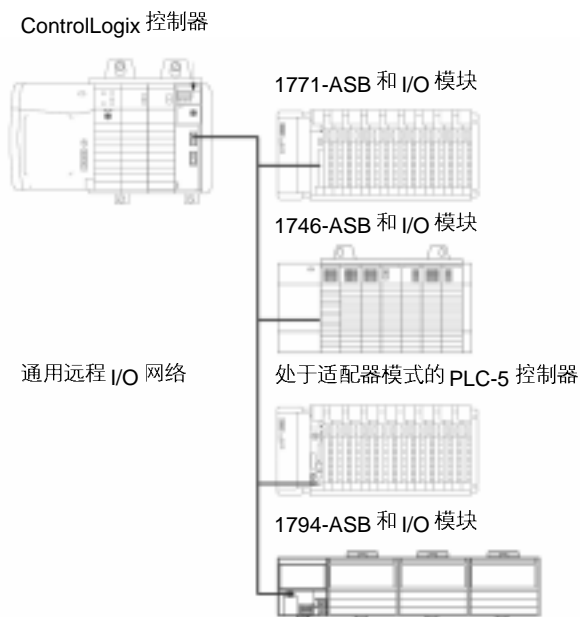 ControlLogix 控制器
1771-ASB 和 I/O 模块
1746-ASB 和 I/O 模块
通用远程 I/O 网络
处于适配器模式的 PLC-5 控制器
1794-ASB 和 I/O 模块